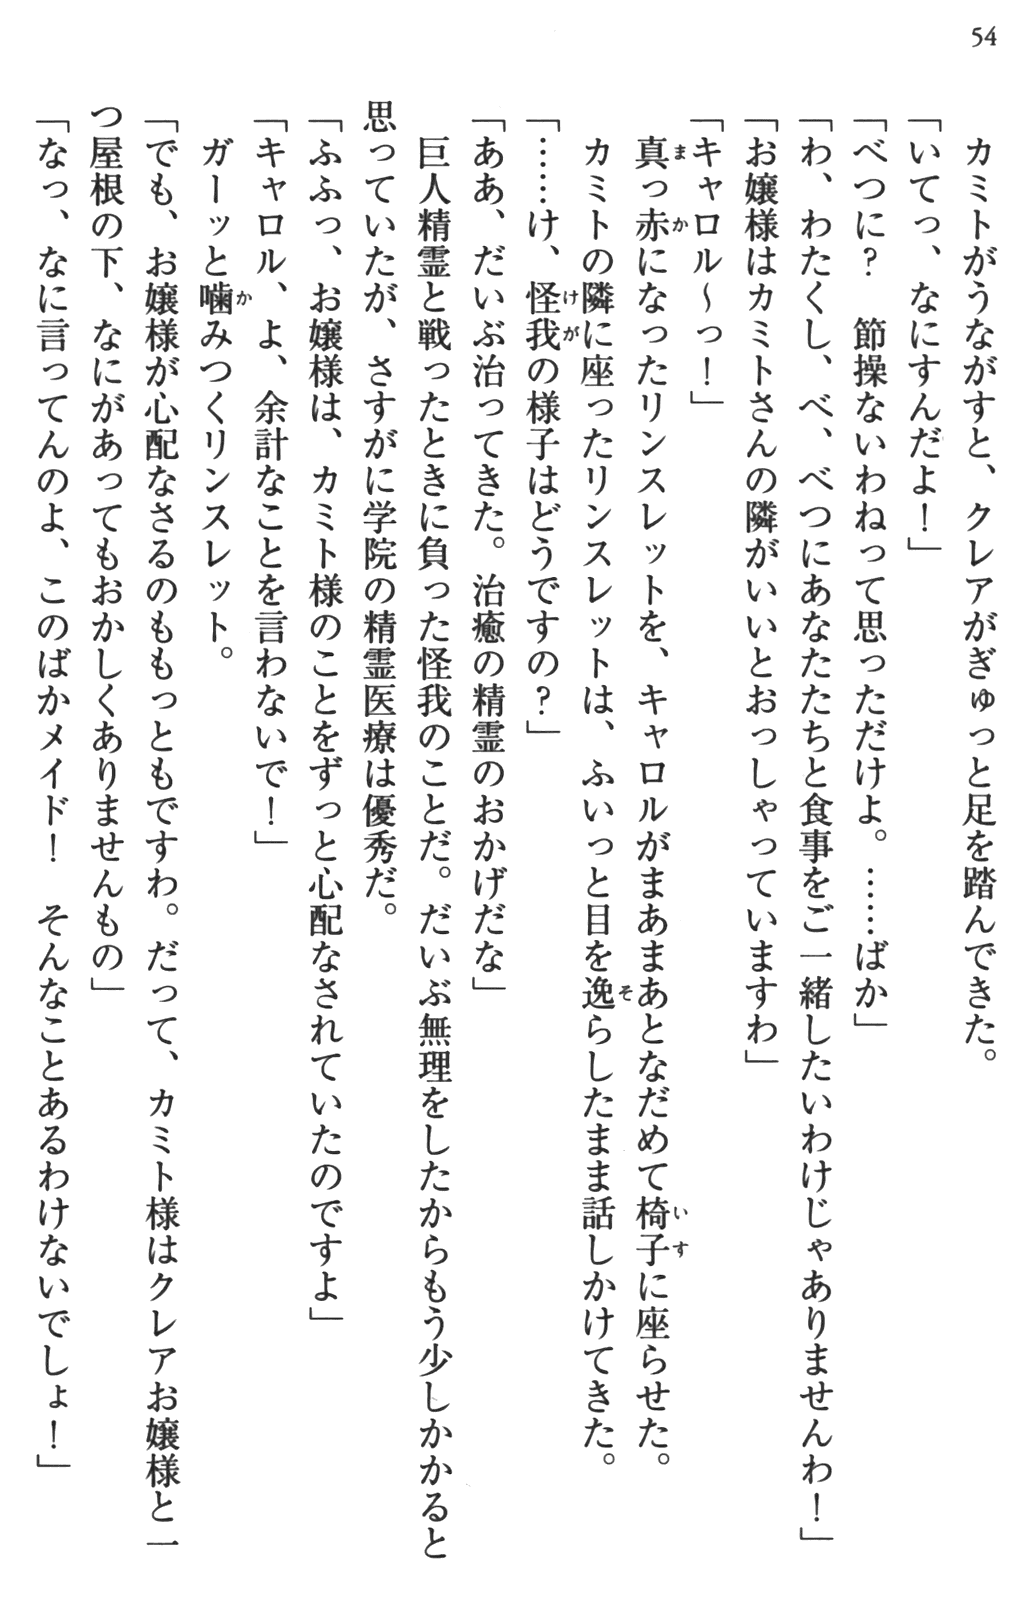 54
カミトがうながすと、クレアがぎゅっと足を踏んできた。
「いてっ、なにすんだよ！」
「べつに？　節操ないわねって思っただけよ。……ばか」
「わ、わたくし、べ、べつにあなたたちと食事をご一緒したいわけじゃありませんわ！」
「お嬢様はカミトさんの隣がいいとおっしゃっていますわ」
「キャロル～っ！」
真っ赤になったリンスレットを、キャロルがまあまあとなだめて椅子に座らせた。
カミトの隣に座ったリンスレットは、ふいっと目を逸らしたまま話しかけてきた。
「……け、怪我の様子はどうですの？」
「ああ、だいぶ治ってきた。治癒の精霊のおかげだな」
巨人精霊と戦ったときに負った怪我のことだ。だいぶ無理をしたからもう少しかかると
思っていたが、さすがに学院の精霊医療は優秀だ。
「ふふっ、お嬢様は、カミト様のことをずっと心配なされていたのですよ」
「キャロル、よ、余計なことを言わないで！」
ガーッと噛みつくリンスレット。
「でも、お嬢様が心配なさるのももっともですわ。だって、カミト様はクレアお嬢様と一
つ屋根の下、なにがあってもおかしくありませんもの」
「なっ、なに言ってんのよ、このばかメイド！　そんなことあるわけないでしょ！」